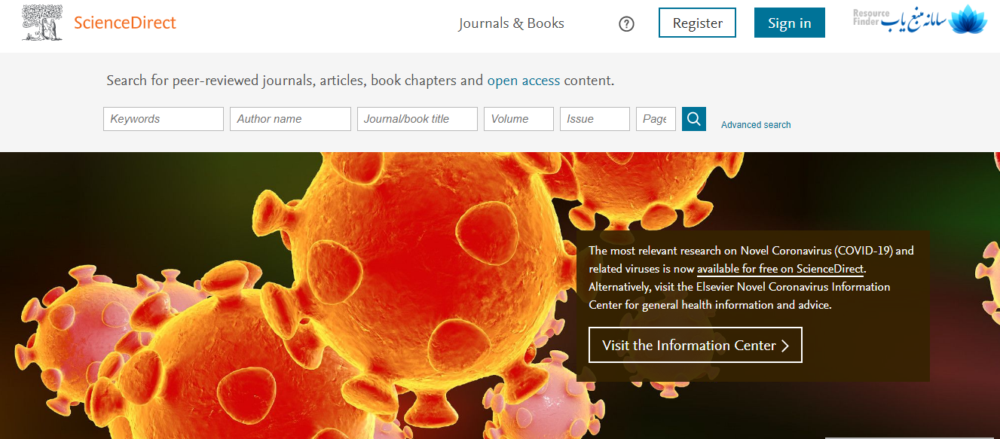 ScienceDirect
Journals & Books
?
Register
Sign in
Resource
Finder
سامانه منبع یاب
Search for peer-reviewed journals, articles, book chapters and open access content.
Keywords
Author name
Journal/book title
Volume
Issue
Page
Advanced search
The most relevant research on Novel Coronavirus (COVID-19) and
related viruses is now available for free on ScienceDirect.
Alternatively, visit the Elsevier Novel Coronavirus Information
Center for general health information and advice.
Visit the Information Center